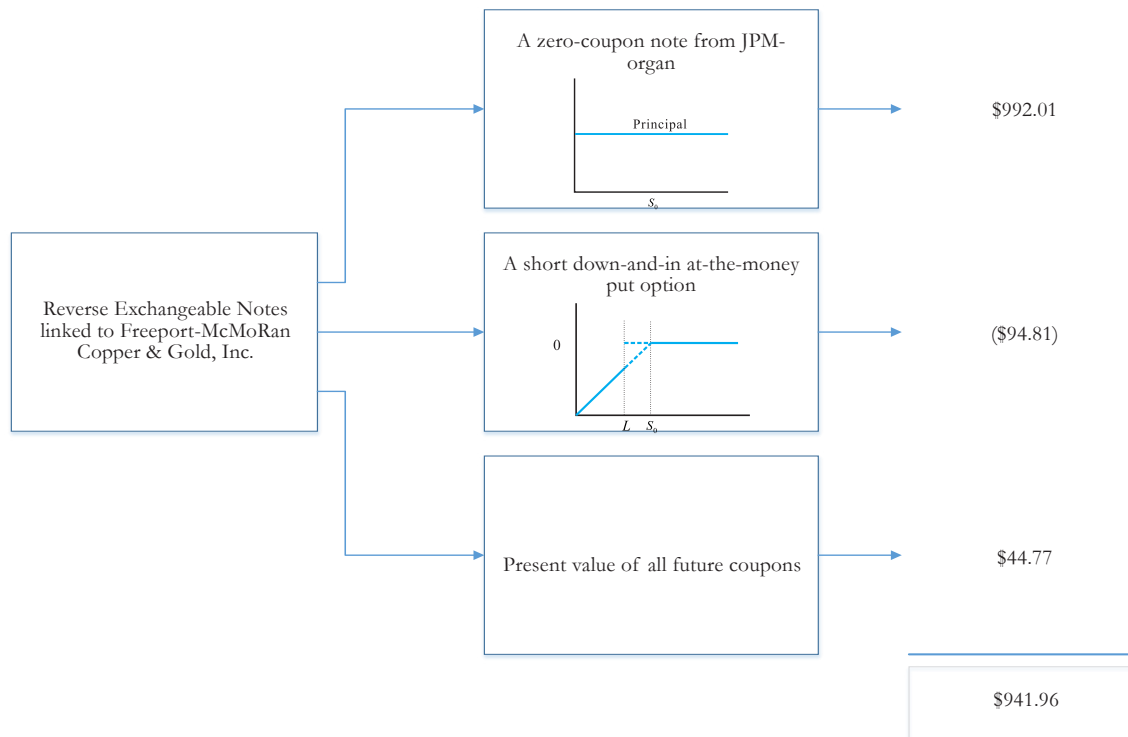 A zero-coupon note from JPM-
organ
Principal
S₀
$992.01
Reverse Exchangeable Notes
linked to Freeport-McMoRan
Copper & Gold, Inc.
A short down-and-in at-the-money
put option
0
L S₀
($94.81)
Present value of all future coupons
$44.77
$941.96